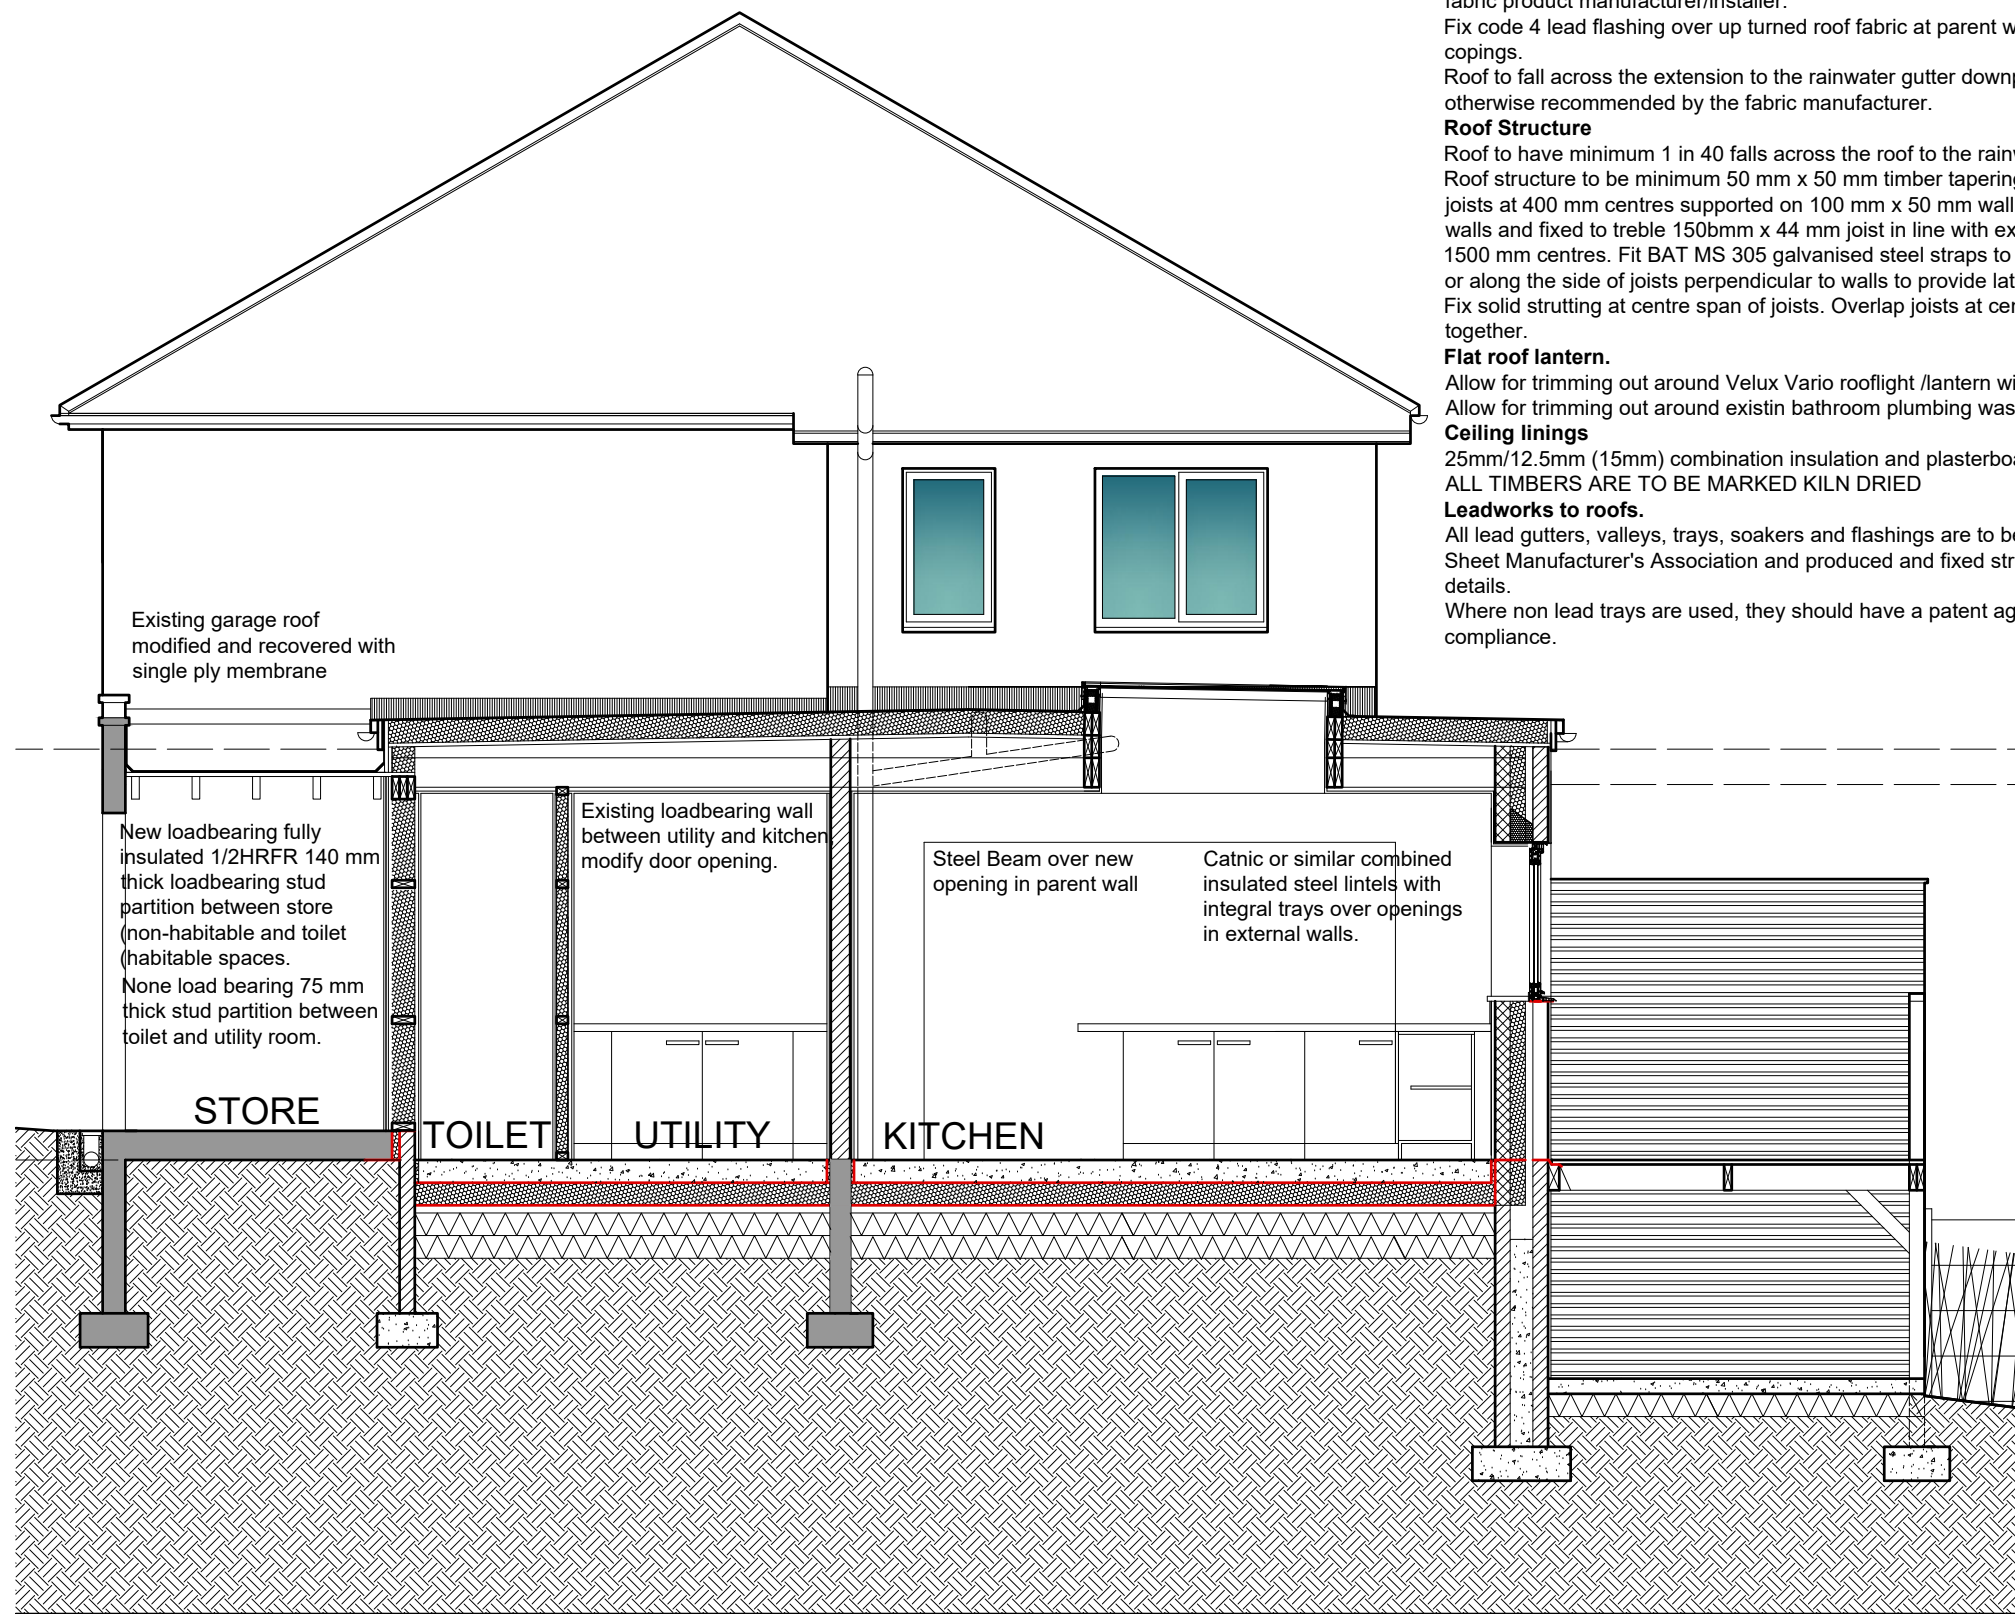 fabric product manufacturer/installer.
Fix code 4 lead flashing over up turned roof fabric at parent
copings.
Roof to fall across the extension to the rainwater gutter
otherwise recommended by the fabric manufacturer.
Roof Structure
Roof to have minimum 1 in 40 falls across the roof to the
Roof structure to be minimum 50 mm x 50 mm timber
joists at 400 mm centres supported on 100 mm x 50 mm wall
walls and fixed to treble 150bmm x 44 mm joist in line with
1500 mm centres. Fit BAT MS 305 galvanised steel straps to
or along the side of joists perpendicular to walls to provide
Fix solid strutting at centre span of joists. Overlap joists at
together.
Flat roof lantern.
Allow for trimming out around Velux Vario rooflight /lantern
Allow for trimming out around existin bathroom plumbing
Ceiling linings
25mm/12.5mm (15mm) combination insulation and
ALL TIMBERS ARE TO BE MARKED KILN DRIED
Leadworks to roofs.
All lead gutters, valleys, trays, soakers and flashings are to
Sheet Manufacturer's Association and produced and fixed
details.
Where non lead trays are used, they should have a patent
compliance.
Existing garage roof
modified and recovered with
single ply membrane
New loadbearing fully
insulated 1/2HRFR 140 mm
thick loadbearing stud
partition between store
(non-habitable and toilet
(habitable spaces.
None load bearing 75 mm
thick stud partition between
toilet and utility room.
Existing loadbearing wall
between utility and kitchen
modify door opening.
Steel Beam over new
opening in parent wall
Catnic or similar combined
insulated steel lintels with
integral trays over openings
in external walls.
STORE
TOILET
UTILITY
KITCHEN